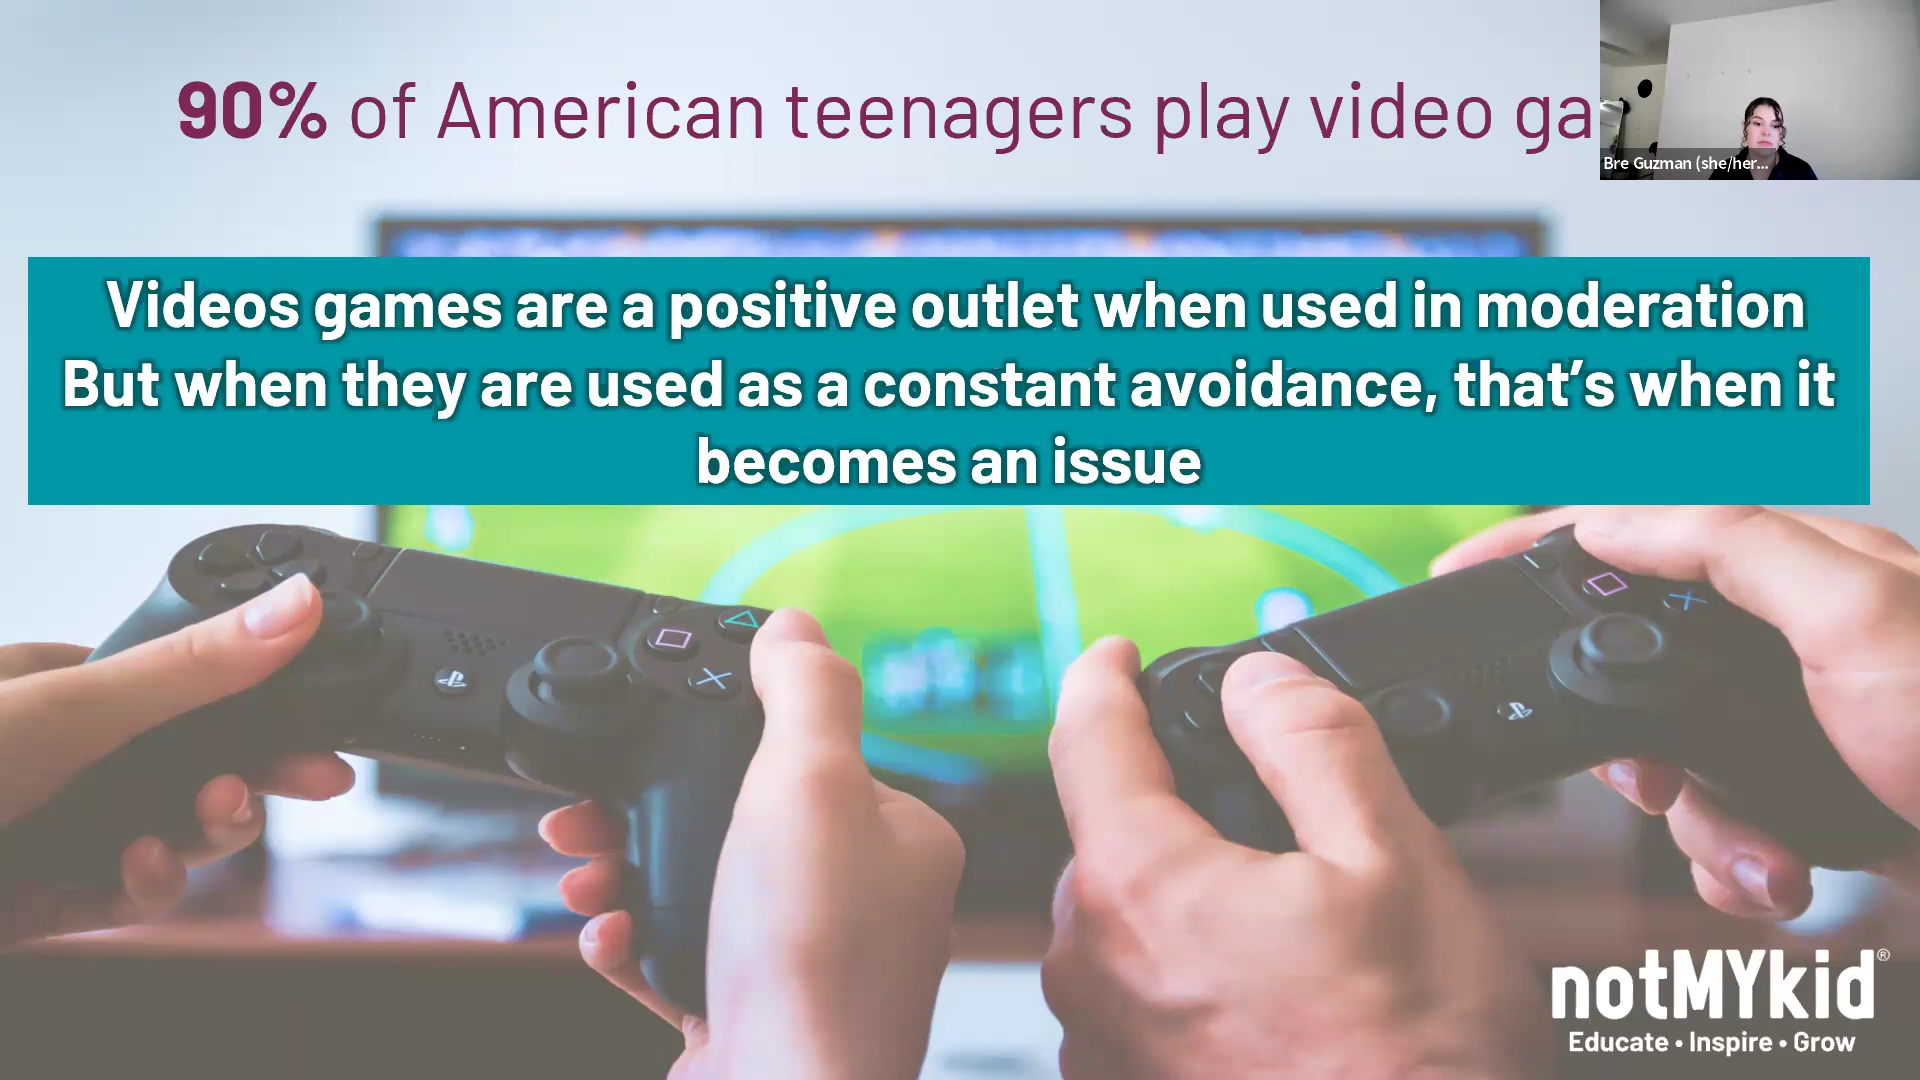 90% of American teenagers play video ga
Bre Guzman (she/her...
Videos games are a positive outlet when used in moderation
But when they are used as a constant avoidance, that's when it
becomes an issue
notMYkid®
Educate • Inspire • Grow